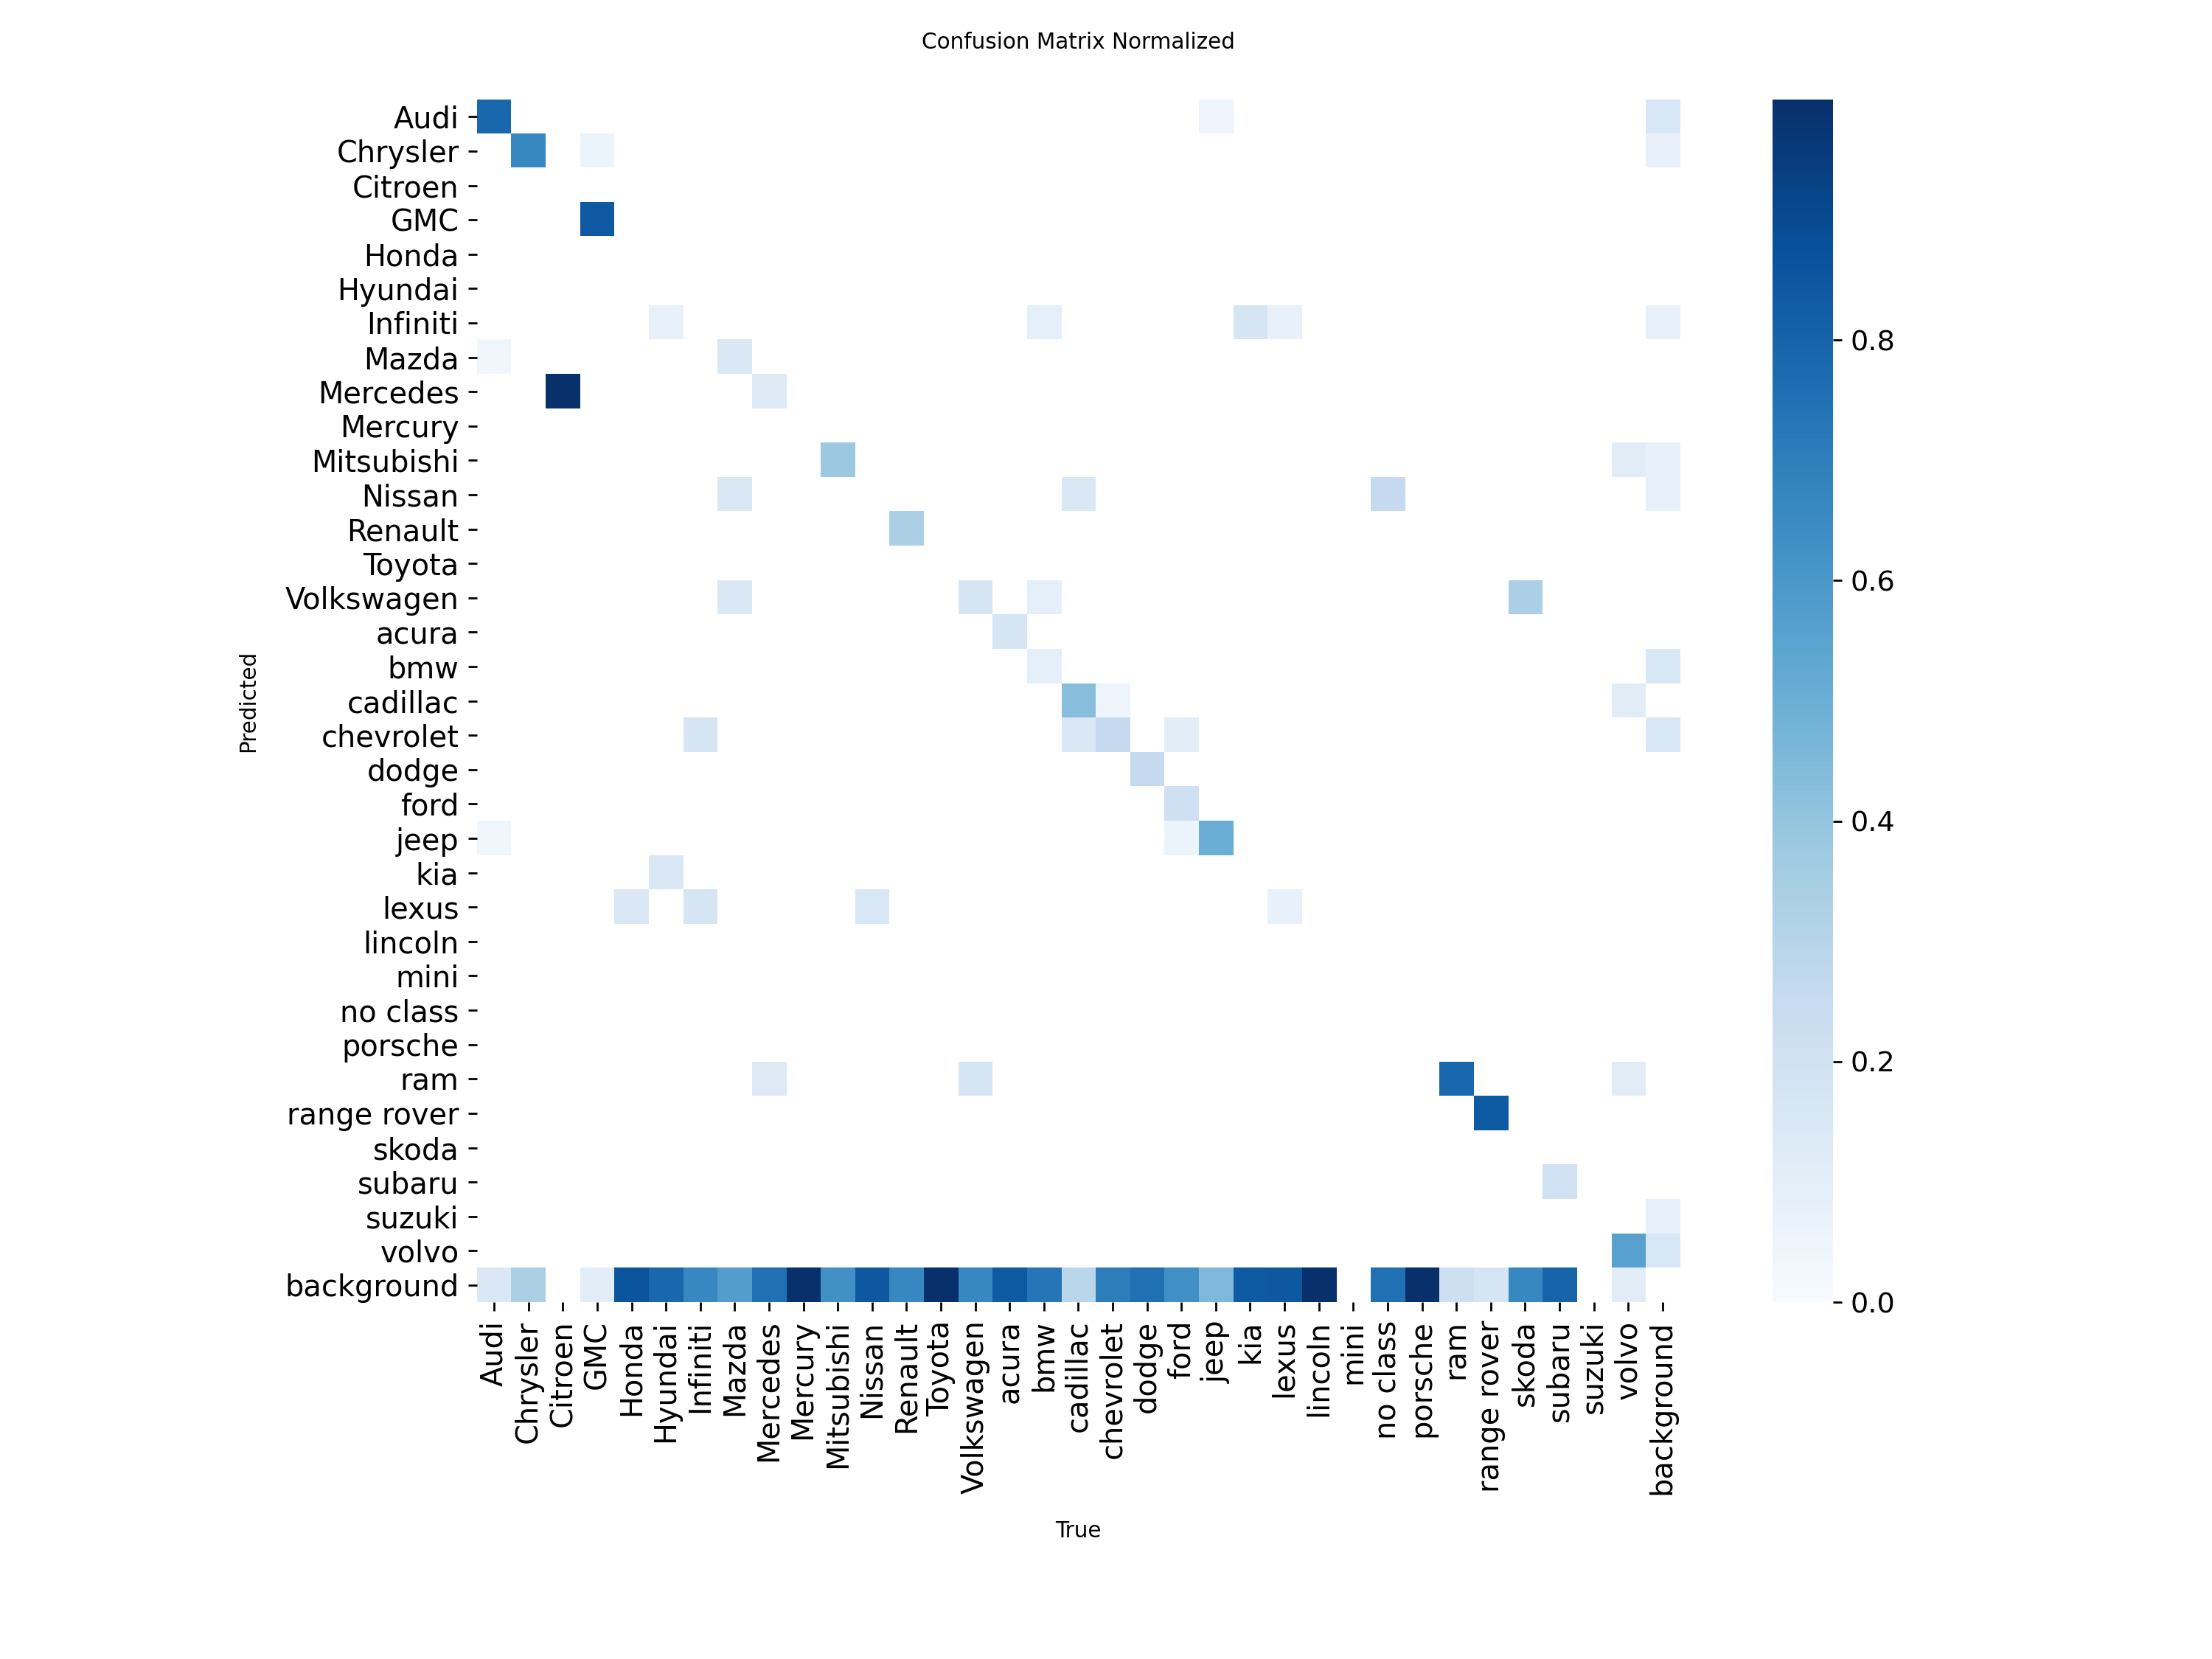 Confusion Matrix Normalized
Audi
Chrysler
Citroen
GMC
Honda
Hyundai
Infiniti
Mazda
Mercedes
Mercury
Mitsubishi
Nissan
Renault
Toyota
Volkswagen
acura
bmw
cadillac
chevrolet
dodge
ford
jeep
kia
lexus
lincoln
mini
no class
porsche
ram
range rover
skoda
subaru
suzuki
volvo
background
Predicted
Audi
Chrysler
Citroen
GMC
Honda
Hyundai
Infiniti
Mazda
Mercedes
Mercury
Mitsubishi
Nissan
Renault
Toyota
Volkswagen
acura
bmw
cadillac
chevrolet
dodge
ford
jeep
kia
lexus
lincoln
mini
no class
porsche
ram
range rover
skoda
subaru
suzuki
volvo
background
True
0.8
0.6
0.4
0.2
0.0